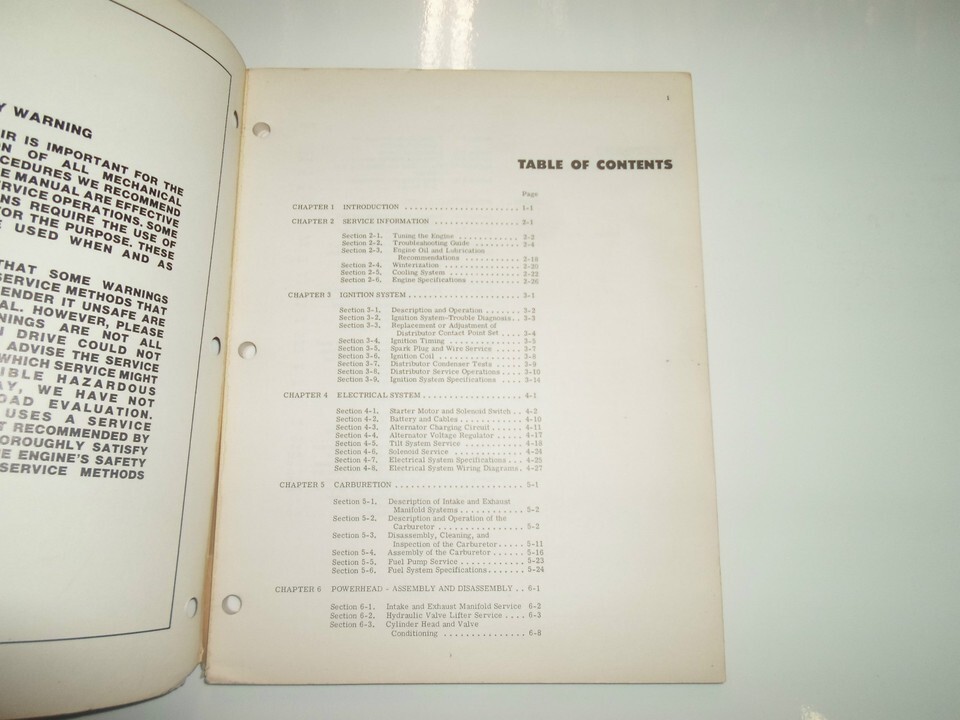 Y WARNING
IR IS IMPORTANT FOR THE
N OF ALL MECHANICAL
CEDURES WE RECOMMEND
E MANUAL ARE EFFECTIVE
ERVICE OPERATIONS. SOME
NS REQUIRE THE USE OF
FOR THE PURPOSE. THESE
E USED WHEN AND AS
THAT SOME WARNINGS
SERVICE METHODS THAT
ENDER IT UNSAFE ARE
AL. HOWEVER, PLEASE
NINGS ARE NOT ALL
N DRIVE COULD NOT
ADVISE THE SERVICE
WHICH SERVICE MIGHT
IBLE HAZARDOUS
AY, WE HAVE NOT
OAD EVALUATION.
USES A SERVICE
T RECOMMENDED BY
HOROUGHLY SATISFY
E ENGINE'S SAFETY
SERVICE METHODS
1
TABLE OF CONTENTS
Page
CHAPTER 1 INTRODUCTION ........................ 1-1
CHAPTER 2 SERVICE INFORMATION .................. 2-1
Section 2-1. Tuning the Engine ............ 2-2
Section 2-2. Troubleshooting Guide ........ 2-4
Section 2-3. Engine Oil and Lubrication
Recommendations ............ 2-18
Section 2-4. Winterization ............... 2-20
Section 2-5. Cooling System .............. 2-22
Section 2-6. Engine Specifications ....... 2-26
CHAPTER 3 IGNITION SYSTEM ....................... 3-1
Section 3-1. Description and Operation ....... 3-2
Section 3-2. Ignition System-Trouble Diagnosis.. 3-3
Section 3-3. Replacement or Adjustment of
Distributor Contact Point Set .... 3-4
Section 3-4. Ignition Timing ............... 3-5
Section 3-5. Spark Plug and Wire Service ..... 3-7
Section 3-6. Ignition Coil ................. 3-8
Section 3-7. Distributor Condenser Tests ..... 3-9
Section 3-8. Distributor Service Operations .... 3-10
Section 3-9. Ignition System Specifications .... 3-14
CHAPTER 4 ELECTRICAL SYSTEM ..................... 4-1
Section 4-1. Starter Motor and Solenoid Switch .. 4-2
Section 4-2. Battery and Cables ............. 4-10
Section 4-3. Alternator Charging Circuit ...... 4-11
Section 4-4. Alternator Voltage Regulator ..... 4-17
Section 4-5. Tilt System Service ............ 4-18
Section 4-6. Solenoid Service .............. 4-24
Section 4-7. Electrical System Specifications ... 4-25
Section 4-8. Electrical System Wiring Diagrams. 4-27
CHAPTER 5 CARBURETION .......................... 5-1
Section 5-1. Description of Intake and Exhaust
Manifold Systems ............ 5-2
Section 5-2. Description and Operation of the
Carburetor ................ 5-2
Section 5-3. Disassembly, Cleaning, and
Inspection of the Carburetor ..... 5-11
Section 5-4. Assembly of the Carburetor ...... 5-16
Section 5-5. Fuel Pump Service ............ 5-23
Section 5-6. Fuel System Specifications ....... 5-24
CHAPTER 6 POWERHEAD - ASSEMBLY AND DISASSEMBLY .. 6-1
Section 6-1. Intake and Exhaust Manifold Service 6-2
Section 6-2. Hydraulic Valve Lifter Service .... 6-3
Section 6-3. Cylinder Head and Valve
Conditioning ............... 6-8